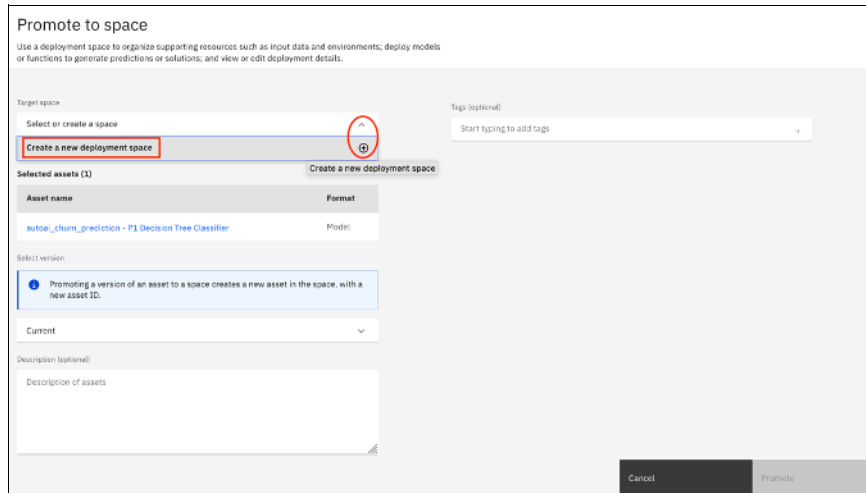 Promote to space
Use a deployment space to organize supporting resources such as input data and environments; deploy models
or functions to generate predictions or solutions; and view or edit deployment details.
Target space
Select or create a space
Create a new deployment space
Create a new deployment space
Selected assets (1)
Asset name Format
autoai_churn_prediction - P1 Decision Tree Classifier Model
Select version
Promoting a version of an asset to a space creates a new asset in the space, with a
new asset ID.
Current
Description (optional)
Description of assets
Tags (optional)
Start typing to add tags
Cancel Promote